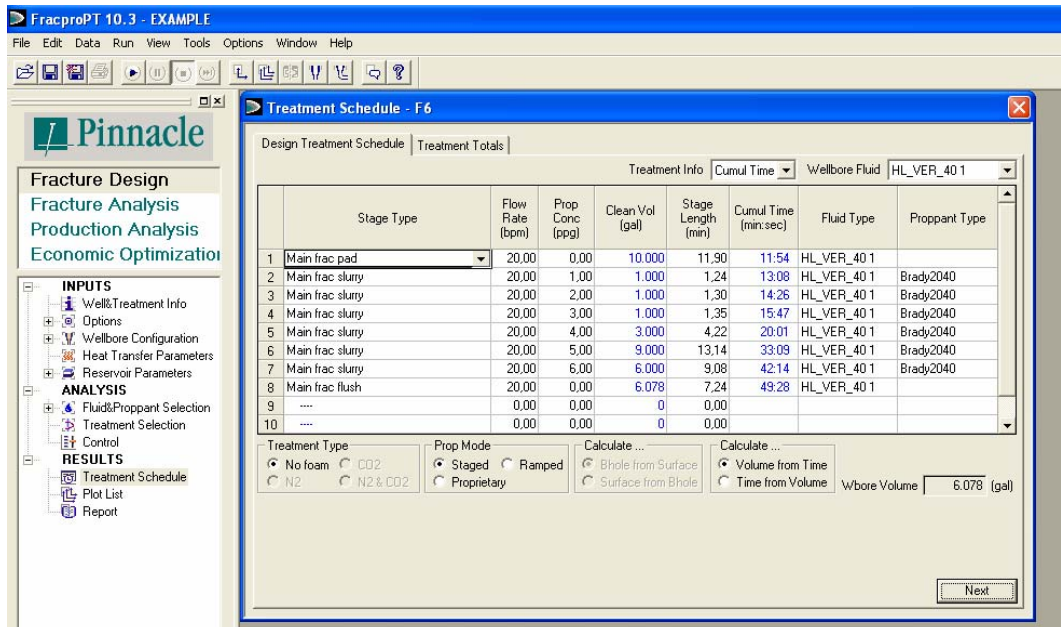 FracproPT 10.3 - EXAMPLE
File Edit Data Run View Tools Options Window Help
Pinnacle
Fracture Design
Fracture Analysis
Production Analysis
Economic Optimization
INPUTS
Well&Treatment Info
Options
Wellbore Configuration
Heat Transfer Parameters
Reservoir Parameters
ANALYSIS
Fluid&Proppant Selection
Treatment Selection
Control
RESULTS
Treatment Schedule
Plot List
Report
Treatment Schedule - F6
Design Treatment Schedule Treatment Totals
Treatment Info Cumul Time Wellbore Fluid HL_VER_40 1
Stage Type Flow Rate (bpm) Prop Conc (ppg) Clean Vol (gal) Stage Length (min) Cumul Time (min:sec) Fluid Type Proppant Type
1 Main frac pad 20,00 0,00 10.000 11,90 11:54 HL_VER_40 1
2 Main frac slurry 20,00 1,00 1.000 1,24 13:08 HL_VER_40 1 Brady2040
3 Main frac slurry 20,00 2,00 1.000 1,30 14:26 HL_VER_40 1 Brady2040
4 Main frac slurry 20,00 3,00 1.000 1,35 15:47 HL_VER_40 1 Brady2040
5 Main frac slurry 20,00 4,00 3.000 4,22 20:01 HL_VER_40 1 Brady2040
6 Main frac slurry 20,00 5,00 9.000 13,14 33:09 HL_VER_40 1 Brady2040
7 Main frac slurry 20,00 6,00 6.000 9,08 42:14 HL_VER_40 1 Brady2040
8 Main frac flush 20,00 0,00 6.078 7,24 49:28 HL_VER_40 1
9 ---- 0,00 0,00 0 0,00
10 ---- 0,00 0,00 0 0,00
Treatment Type Prop Mode Calculate ... Calculate ...
No foam CO2 Staged Ramped Bhole from Surface Volume from Time
N2 N2 & CO2 Proprietary Surface from Bhole Time from Volume Wbore Volume 6.078 (gal)
Next